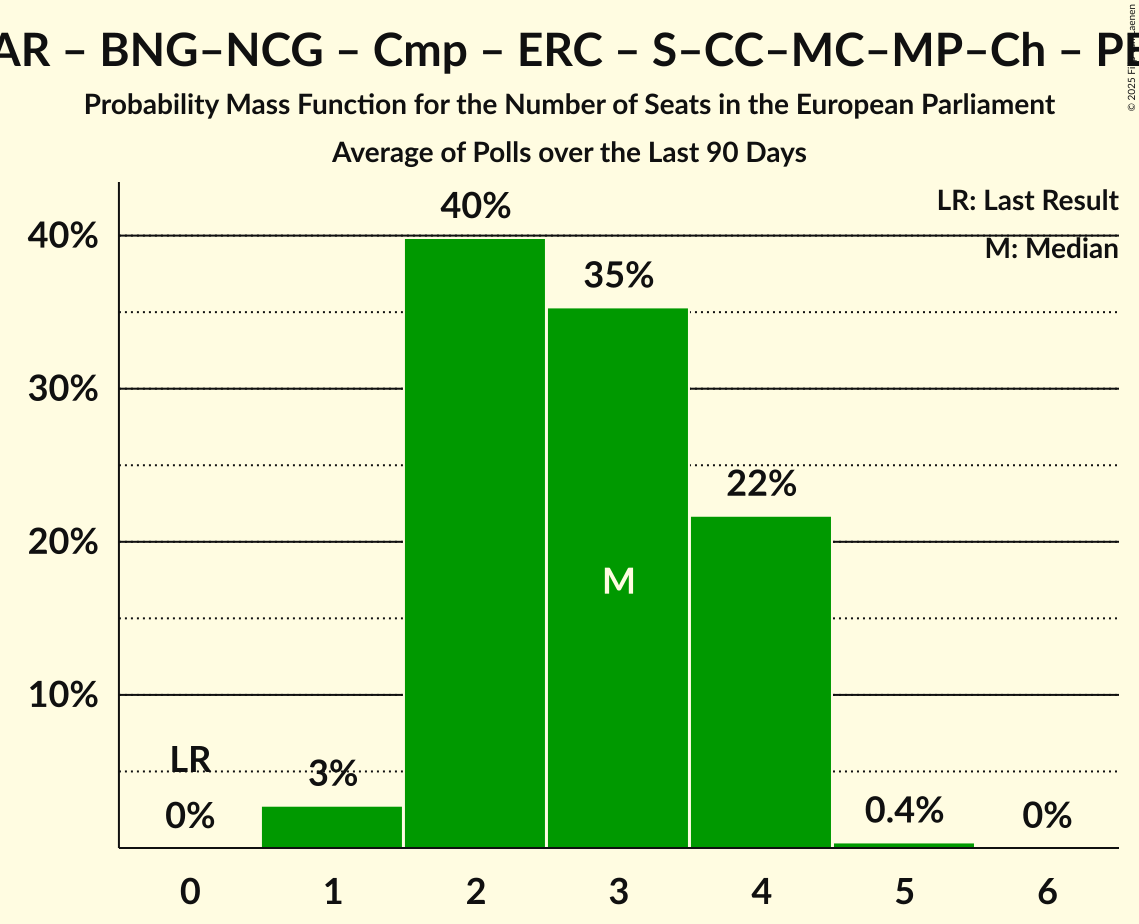 AR – BNG–NCG – Cmp – ERC – S–CC–MC–MP–Ch –
Probability Mass Function for the Number of Seats in the European Parliament
Average of Polls over the Last 90 Days
© 2025
LR: Last Result
M: Median
40%
30%
20%
10%
40%
35%
22%
M
LR
0%
3%
0.4%
0%
0 1 2 3 4 5 6